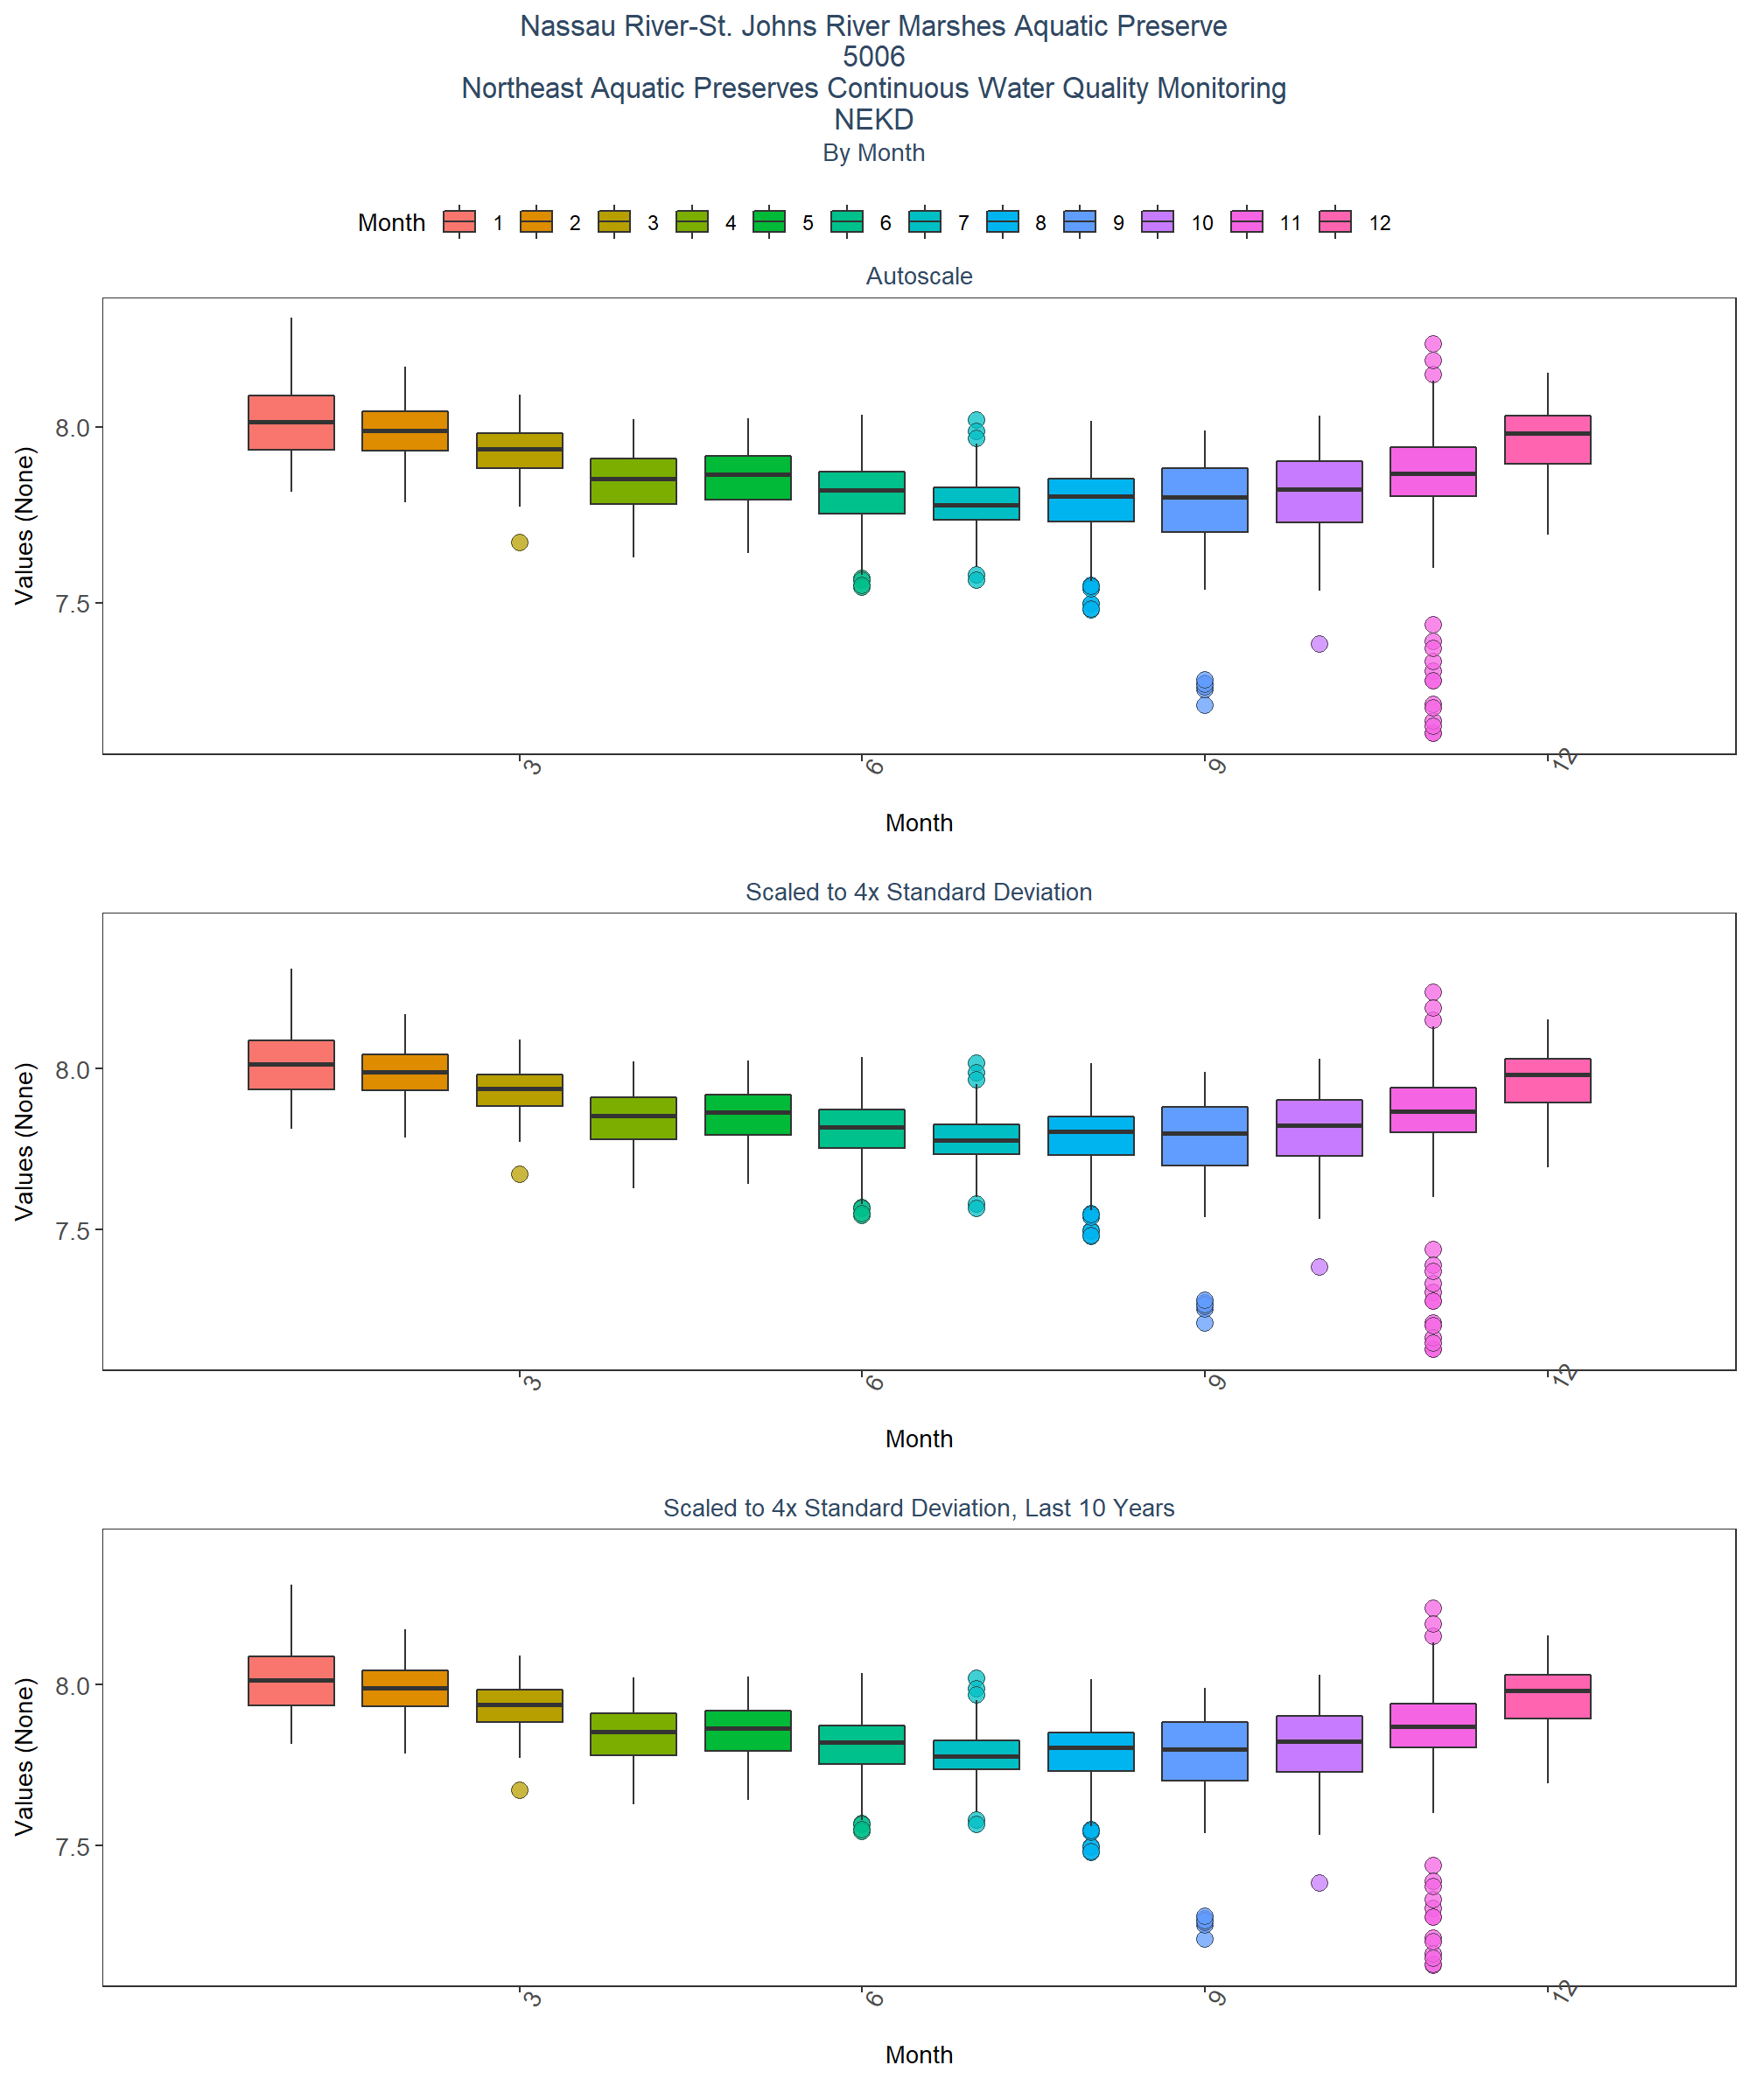 Nassau River-St. Johns River Marshes Aquatic Preserve
5006
Northeast Aquatic Preserves Continuous Water Quality Monitoring
NEKD
By Month
Month 1 2 3 4 5 6 7 8 9 10 11 12
Autoscale
Values (None)
8.0
7.5
3 6 9 12
Month
Scaled to 4x Standard Deviation
Values (None)
8.0
7.5
3 6 9 12
Month
Scaled to 4x Standard Deviation, Last 10 Years
Values (None)
8.0
7.5
3 6 9 12
Month